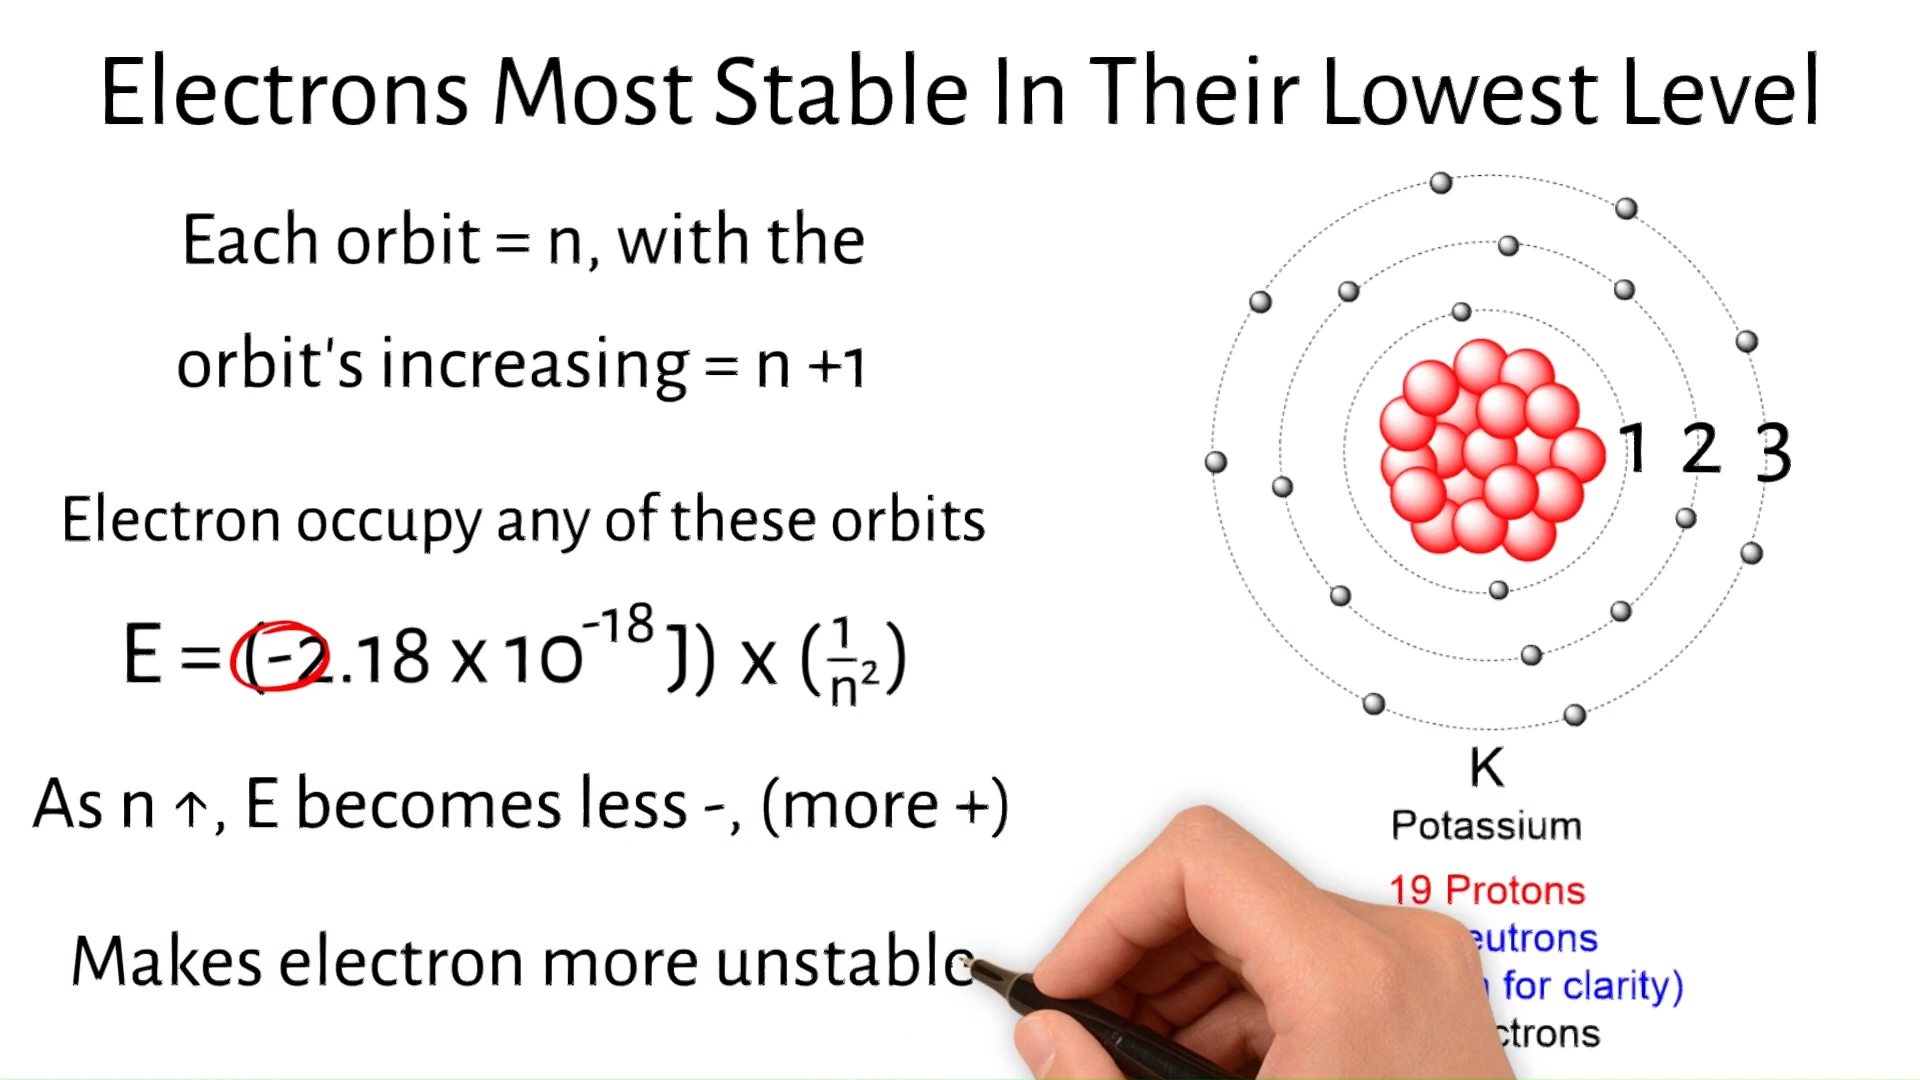 Electrons Most Stable In Their Lowest Level
Each orbit = n, with the
orbit's increasing = n +1
Electron occupy any of these orbits
E = (-2.18 x 10⁻¹⁸ J) x (1/n²)
As n ↑, E becomes less -, (more +)
Makes electron more unstable
1 2 3
K
Potassium
19 Protons
eutrons
for clarity)
ctrons